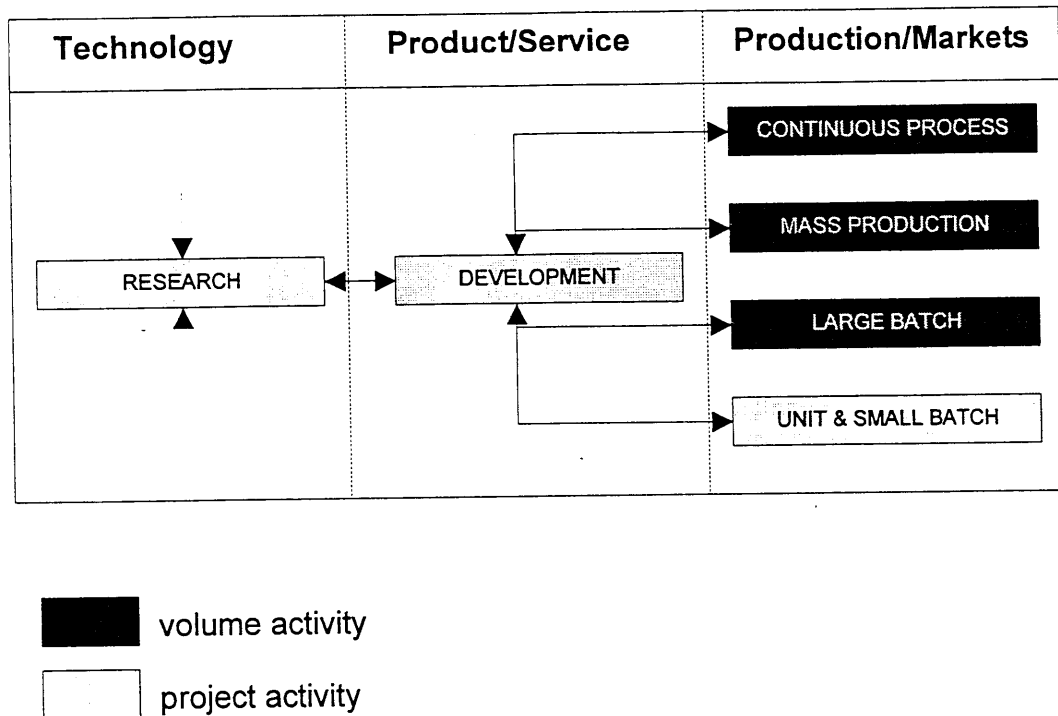 Technology
Product/Service
Production/Markets
CONTINUOUS PROCESS
MASS PRODUCTION
RESEARCH
DEVELOPMENT
LARGE BATCH
UNIT & SMALL BATCH
volume activity
project activity